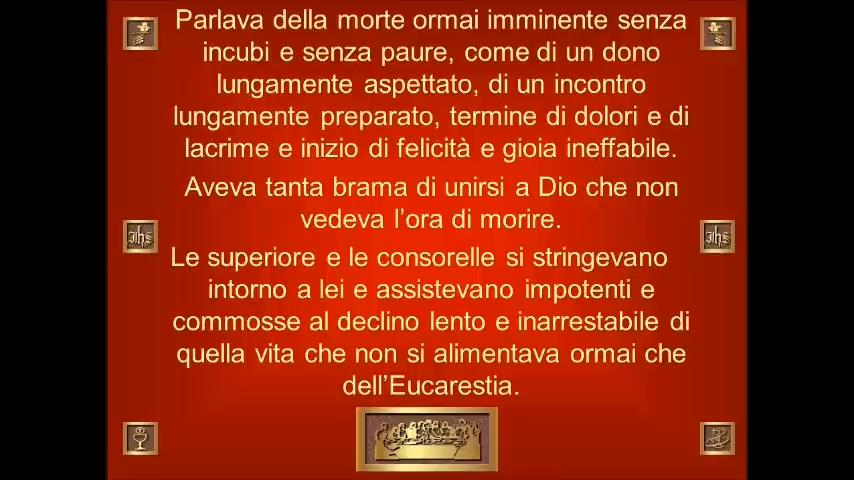 Parlava della morte ormai imminente senza
incubi e senza paure, come di un dono
lungamente aspettato, di un incontro
lungamente preparato, termine di dolori e di
lacrime e inizio di felicità e gioia ineffabile.
Aveva tanta brama di unirsi a Dio che non
vedeva l’ora di morire.
Le superiore e le consorelle si stringevano
intorno a lei e assistevano impotenti e
commosse al declino lento e inarrestabile di
quella vita che non si alimentava ormai che
dell’Eucarestia.
Ihs
Ihs